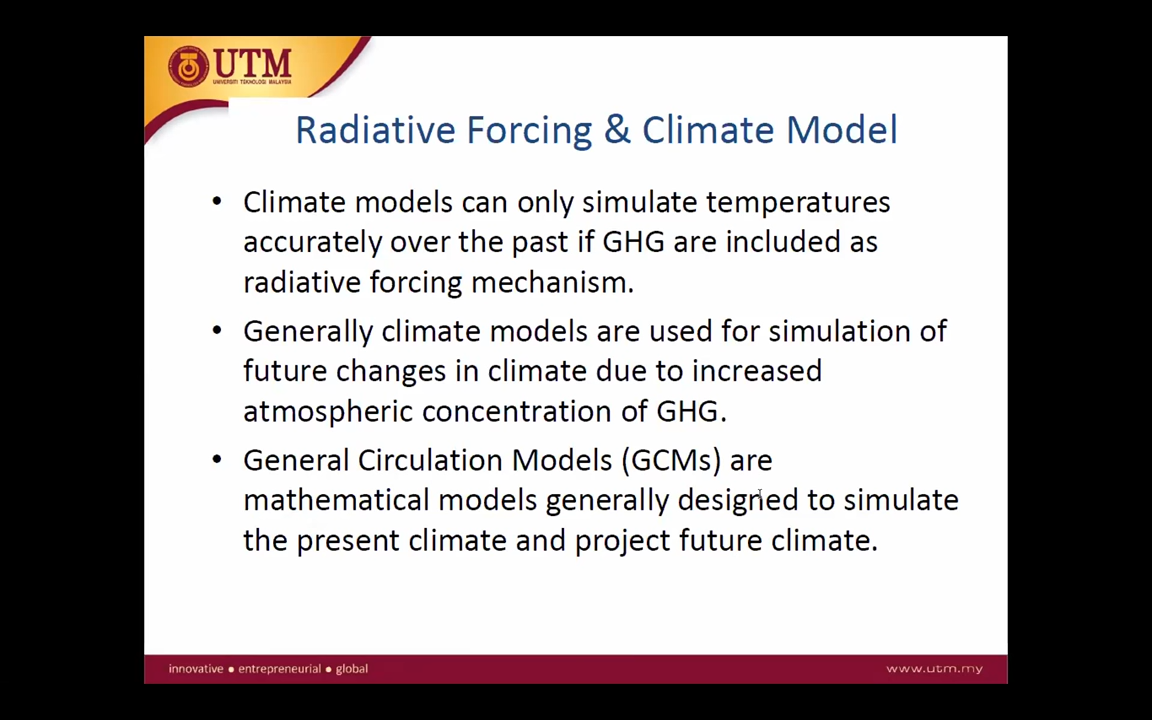 UTM
UNIVERSITI TEKNOLOGI MALAYSIA
Radiative Forcing & Climate Model
• Climate models can only simulate temperatures
accurately over the past if GHG are included as
radiative forcing mechanism.
• Generally climate models are used for simulation of
future changes in climate due to increased
atmospheric concentration of GHG.
• General Circulation Models (GCMs) are
mathematical models generally designed to simulate
the present climate and project future climate.
innovative ● entrepreneurial ● global
www.utm.my